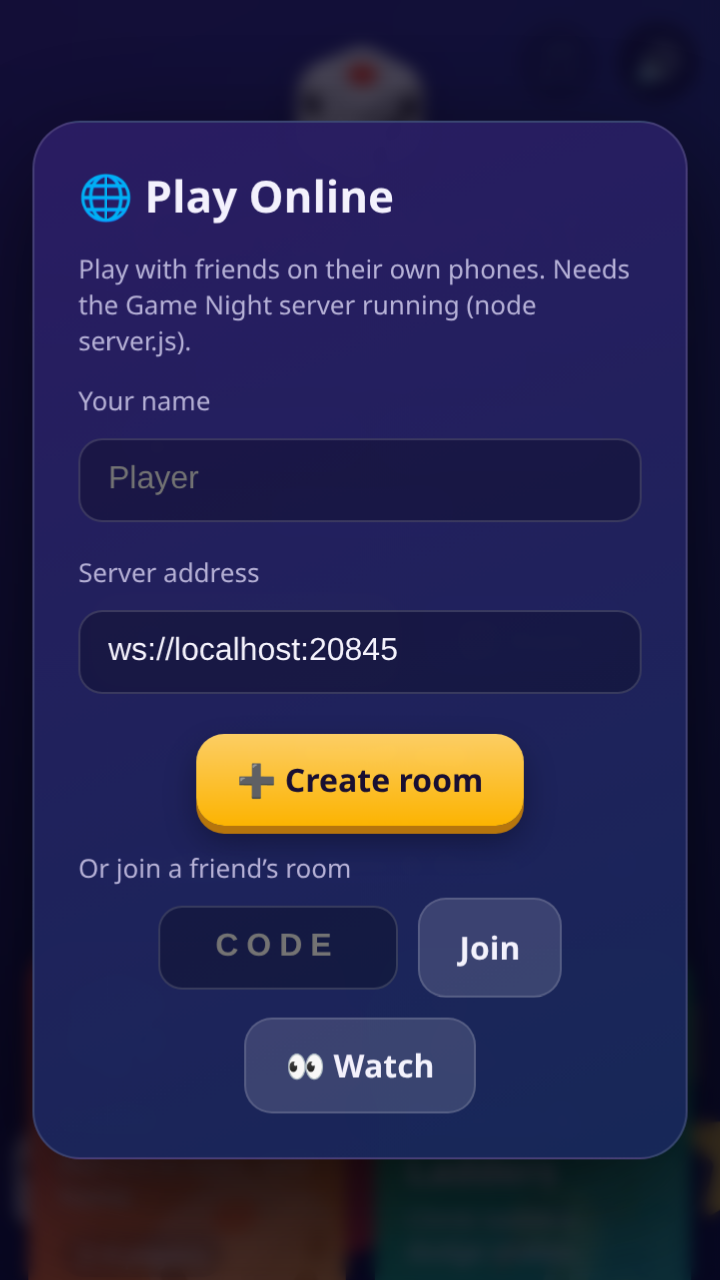 🌐 Play Online
Play with friends on their own phones. Needs
the Game Night server running (node
server.js).
Your name
Player
Server address
ws://localhost:20845
➕ Create room
Or join a friend’s room
CODE
Join
👀 Watch